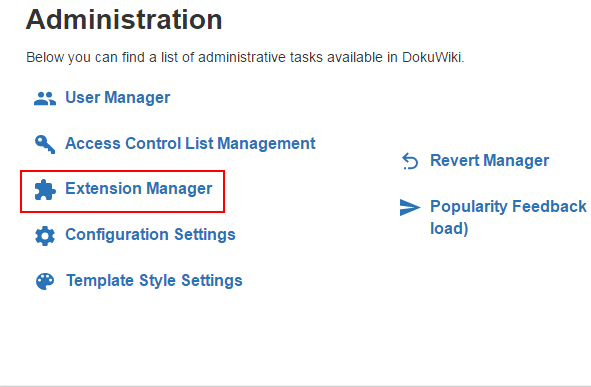 Administration
Below you can find a list of administrative tasks available in DokuWiki.
User Manager
Access Control List Management
Extension Manager
Configuration Settings
Template Style Settings
Revert Manager
Popularity Feedback
load)